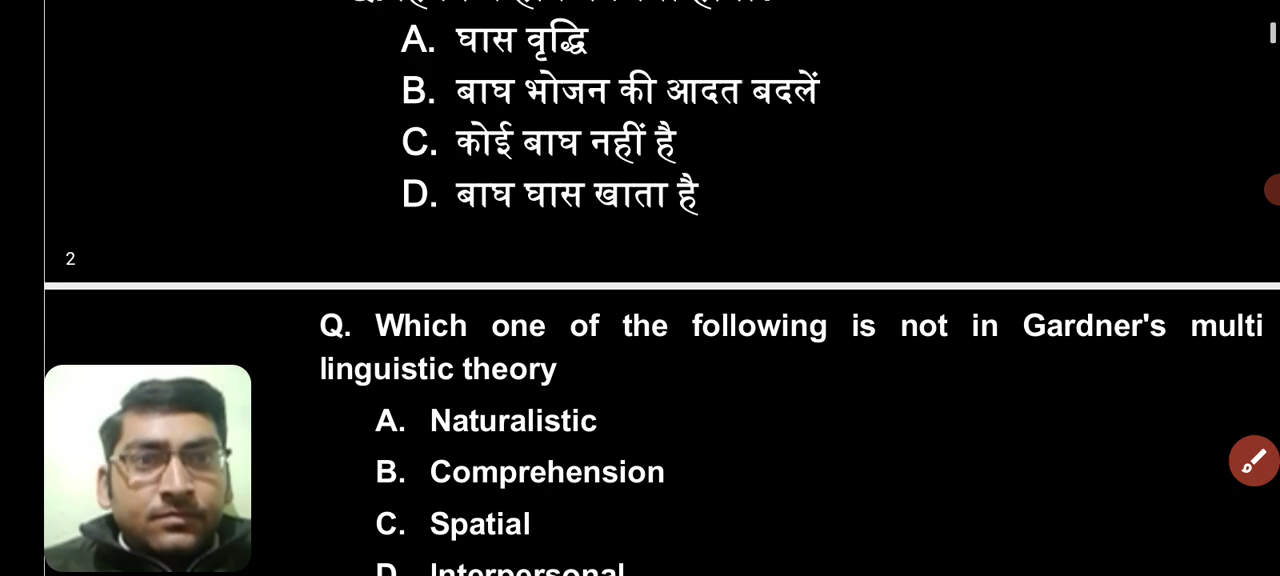 A. घास वृद्धि
B. बाघ भोजन की आदत बदलें
C. कोई बाघ नहीं है
D. बाघ घास खाता है
2
Q. Which one of the following is not in Gardner's multi
linguistic theory
A. Naturalistic
B. Comprehension
C. Spatial
D. Interpersonal